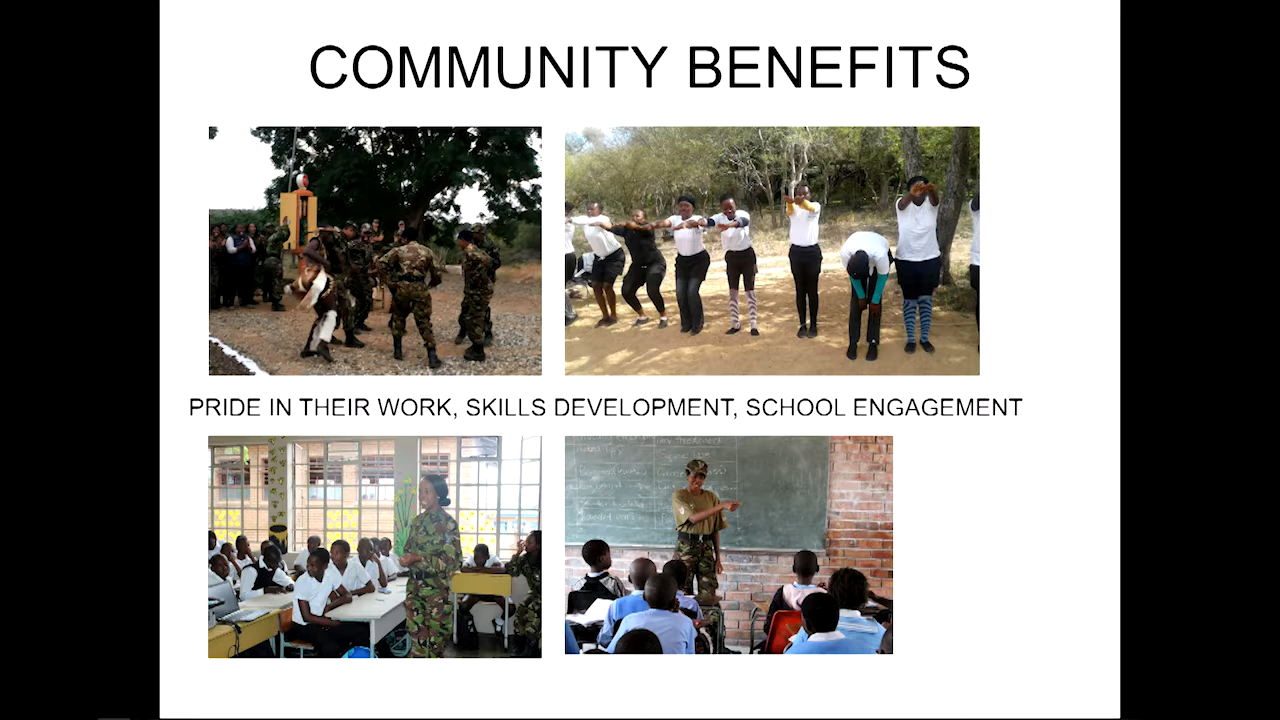 COMMUNITY BENEFITS
PRIDE IN THEIR WORK, SKILLS DEVELOPMENT, SCHOOL ENGAGEMENT